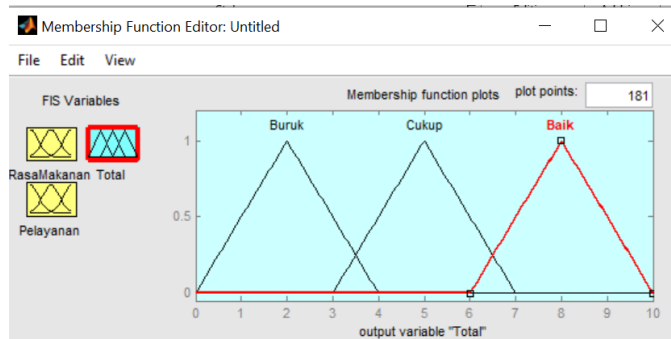 Membership Function Editor: Untitled
File Edit View
FIS Variables
RasaMakanan Total
Pelayanan
Membership function plots plot points: 181
Buruk Cukup Baik
1
0.5
0
0 1 2 3 4 5 6 7 8 9 10
output variable "Total"